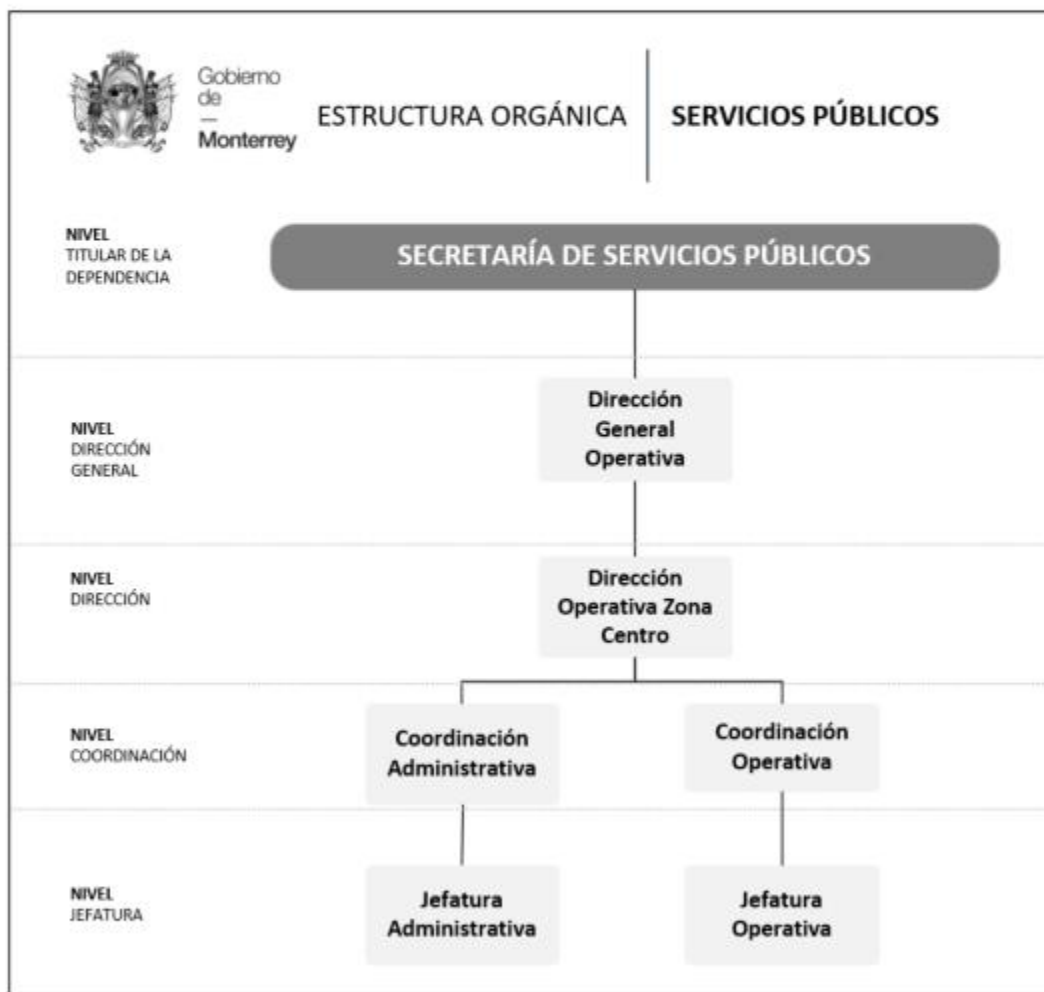 Gobierno
de
—
Monterrey
ESTRUCTURA ORGÁNICA
SERVICIOS PÚBLICOS
NIVEL
TITULAR DE LA
DEPENDENCIA
SECRETARÍA DE SERVICIOS PÚBLICOS
NIVEL
DIRECCIÓN
GENERAL
Dirección
General
Operativa
NIVEL
DIRECCIÓN
Dirección
Operativa Zona
Centro
NIVEL
COORDINACIÓN
Coordinación
Administrativa
Coordinación
Operativa
NIVEL
JEFATURA
Jefatura
Administrativa
Jefatura
Operativa